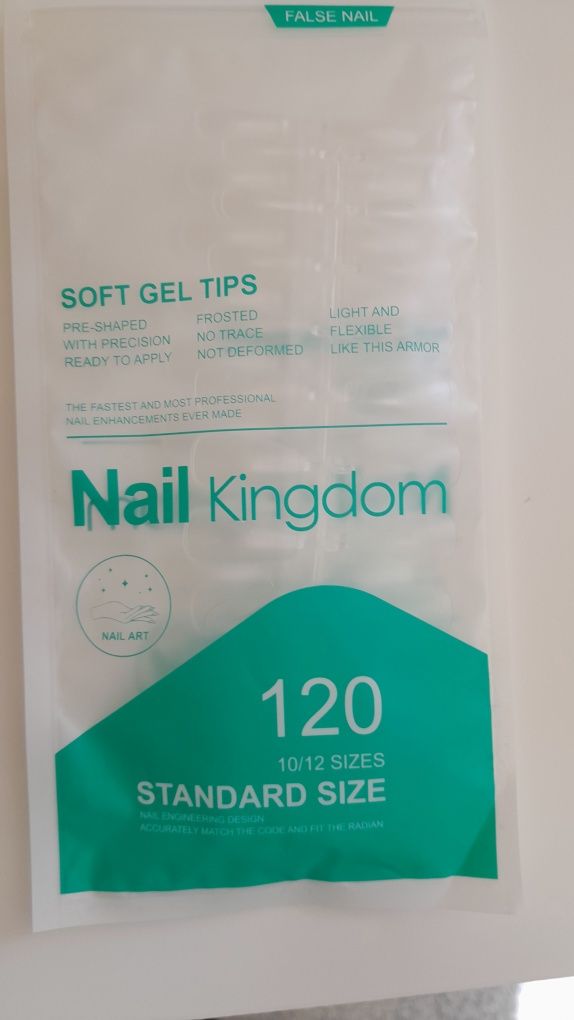 FALSE NAIL
SOFT GEL TIPS
PRE-SHAPED
WITH PRECISION
READY TO APPLY
FROSTED
NO TRACE
NOT DEFORMED
LIGHT AND
FLEXIBLE
LIKE THIS ARMOR
THE FASTEST AND MOST PROFESSIONAL
NAIL ENHANCEMENTS EVER MADE
Nail Kingdom
NAIL ART
120
10/12 SIZES
STANDARD SIZE
NAIL ENGINEERING DESIGN
ACCURATELY MATCH THE CODE AND FIT THE RADIAN